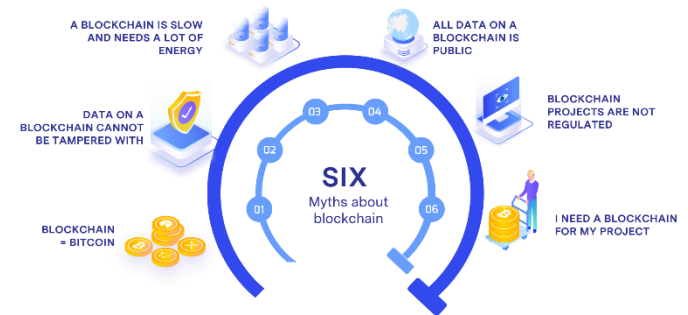 A BLOCKCHAIN IS SLOW
AND NEEDS A LOT OF
ENERGY
ALL DATA ON A
BLOCKCHAIN IS
PUBLIC
DATA ON A
BLOCKCHAIN CANNOT
BE TAMPERED WITH
BLOCKCHAIN
PROJECTS ARE NOT
REGULATED
BLOCKCHAIN
= BITCOIN
I NEED A BLOCKCHAIN
FOR MY PROJECT
SIX
Myths about
blockchain
01
02
03
04
05
06